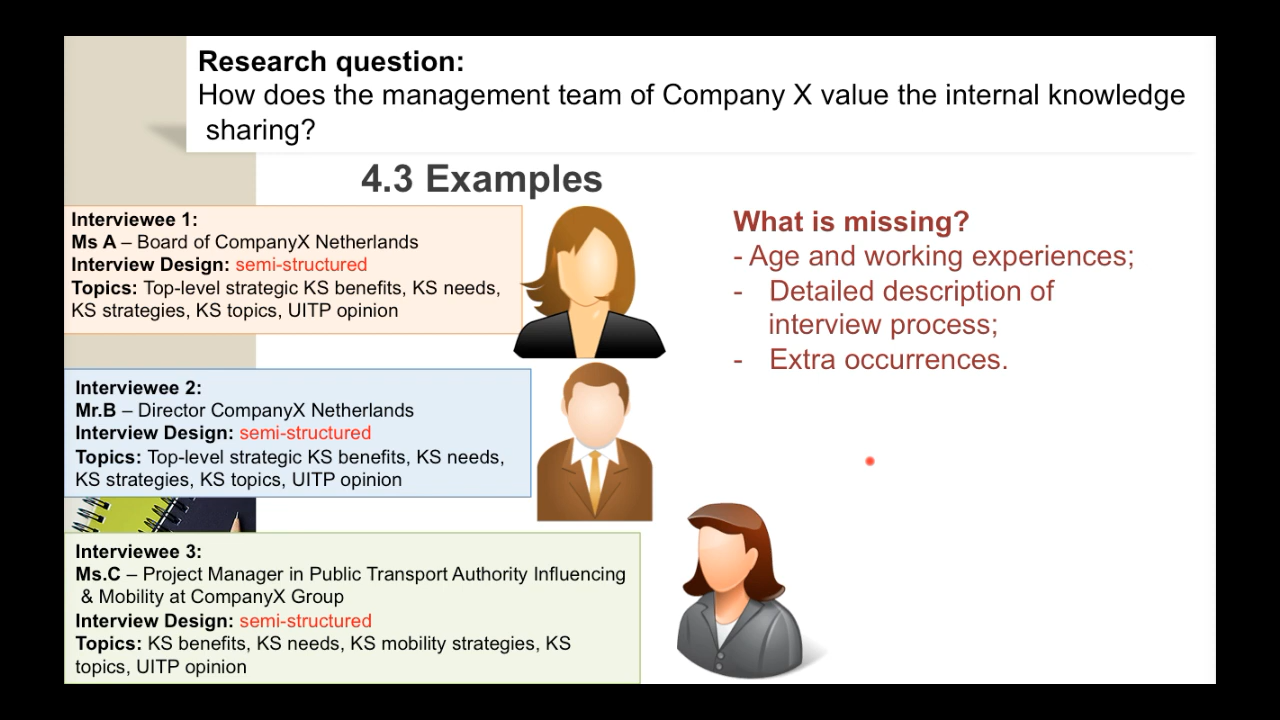 Research question:
How does the management team of Company X value the internal knowledge
sharing?
4.3 Examples
Interviewee 1:
Ms A – Board of CompanyX Netherlands
Interview Design: semi-structured
Topics: Top-level strategic KS benefits, KS needs,
KS strategies, KS topics, UITP opinion
Interviewee 2:
Mr.B – Director CompanyX Netherlands
Interview Design: semi-structured
Topics: Top-level strategic KS benefits, KS needs,
KS strategies, KS topics, UITP opinion
Interviewee 3:
Ms.C – Project Manager in Public Transport Authority Influencing
& Mobility at CompanyX Group
Interview Design: semi-structured
Topics: KS benefits, KS needs, KS mobility strategies, KS
topics, UITP opinion
What is missing?
- Age and working experiences;
- Detailed description of
interview process;
- Extra occurrences.